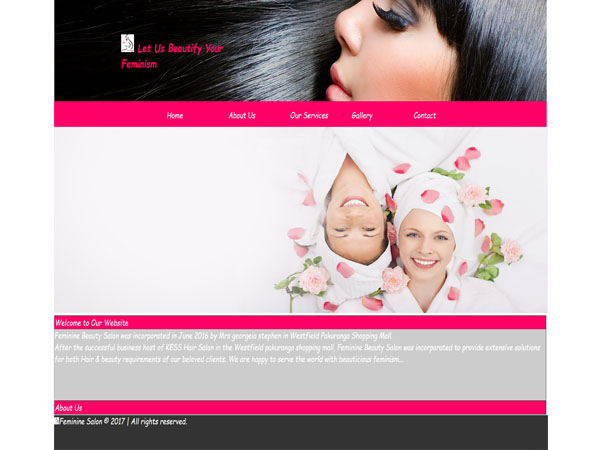 Let Us Beautify Your
Feminism
Home About Us Our Services Gallery Contact
Welcome to Our Website
Feminine Beauty Salon was incorporated in June 2016 by Mrs georgeia stephen in Westfield Pakuranga Shopping Mall.
After the successful business host of KESS Hair Salon in the Westfield pakuranga shopping mall, Feminine Beauty Salon was incorporated to provide extensive solutions
for both Hair & beauty requirements of our beloved clients. We are happy to serve the world with beauticious feminism...
About Us
Feminine Salon © 2017 | All rights reserved.